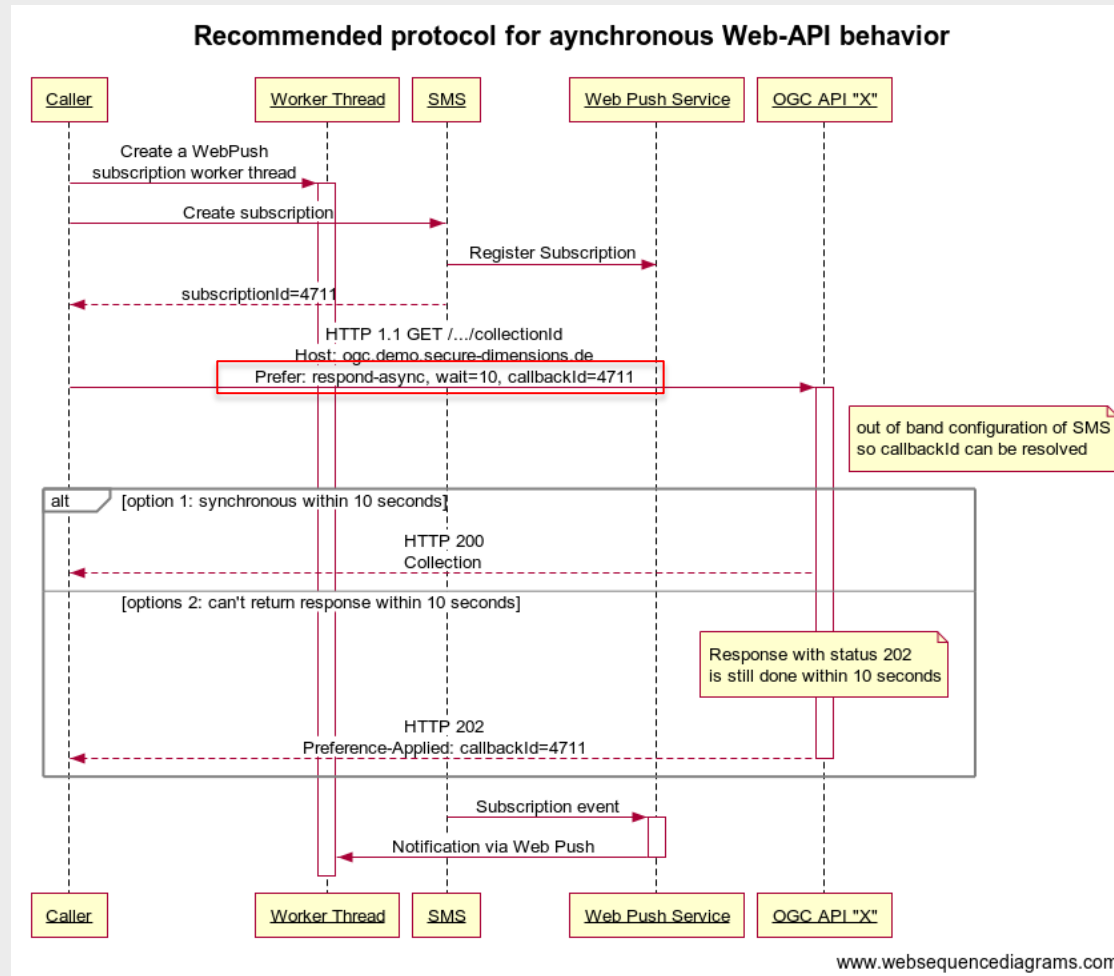 Recommended protocol for aynchronous Web-API behavior
Caller
Worker Thread
SMS
Web Push Service
OGC API "X"
Create a WebPush
subscription worker thread
Create subscription
Register Subscription
subscriptionId=4711
HTTP 1.1 GET /.../collectionId
Host: ogc.demo.secure-dimensions.de
Prefer: respond-async, wait=10, callbackId=4711
out of band configuration of SMS
so callbackId can be resolved
alt
[option 1: synchronous within 10 seconds]
HTTP 200
Collection
[options 2: can't return response within 10 seconds]
Response with status 202
is still done within 10 seconds
HTTP 202
Preference-Applied: callbackId=4711
Subscription event
Notification via Web Push
Caller
Worker Thread
SMS
Web Push Service
OGC API "X"
www.websequencediagrams.com